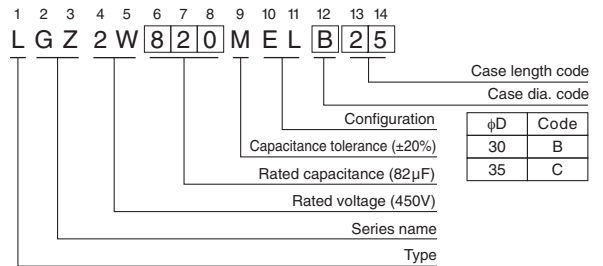 1 2 3 4 5 6 7 8 9 10 11 12 13 14
L G Z 2 W 8 2 0 M E L B 2 5
Case length code
Case dia. code
Configuration
Capacitance tolerance (±20%)
Rated capacitance (82µF)
Rated voltage (450V)
Series name
Type
ϕD Code
30 B
35 C